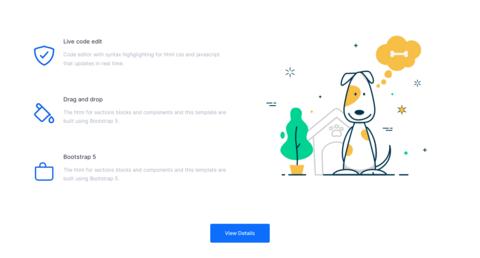 Live code edit
Code editor with syntax highglighting for html css and javascript
that updates in real time.
Drag and drop
The html for sections blocks and components and this template are
built using Bootstrap 5.
Bootstrap 5
The html for sections blocks and components and this template are
built using Bootstrap 5.
View Details